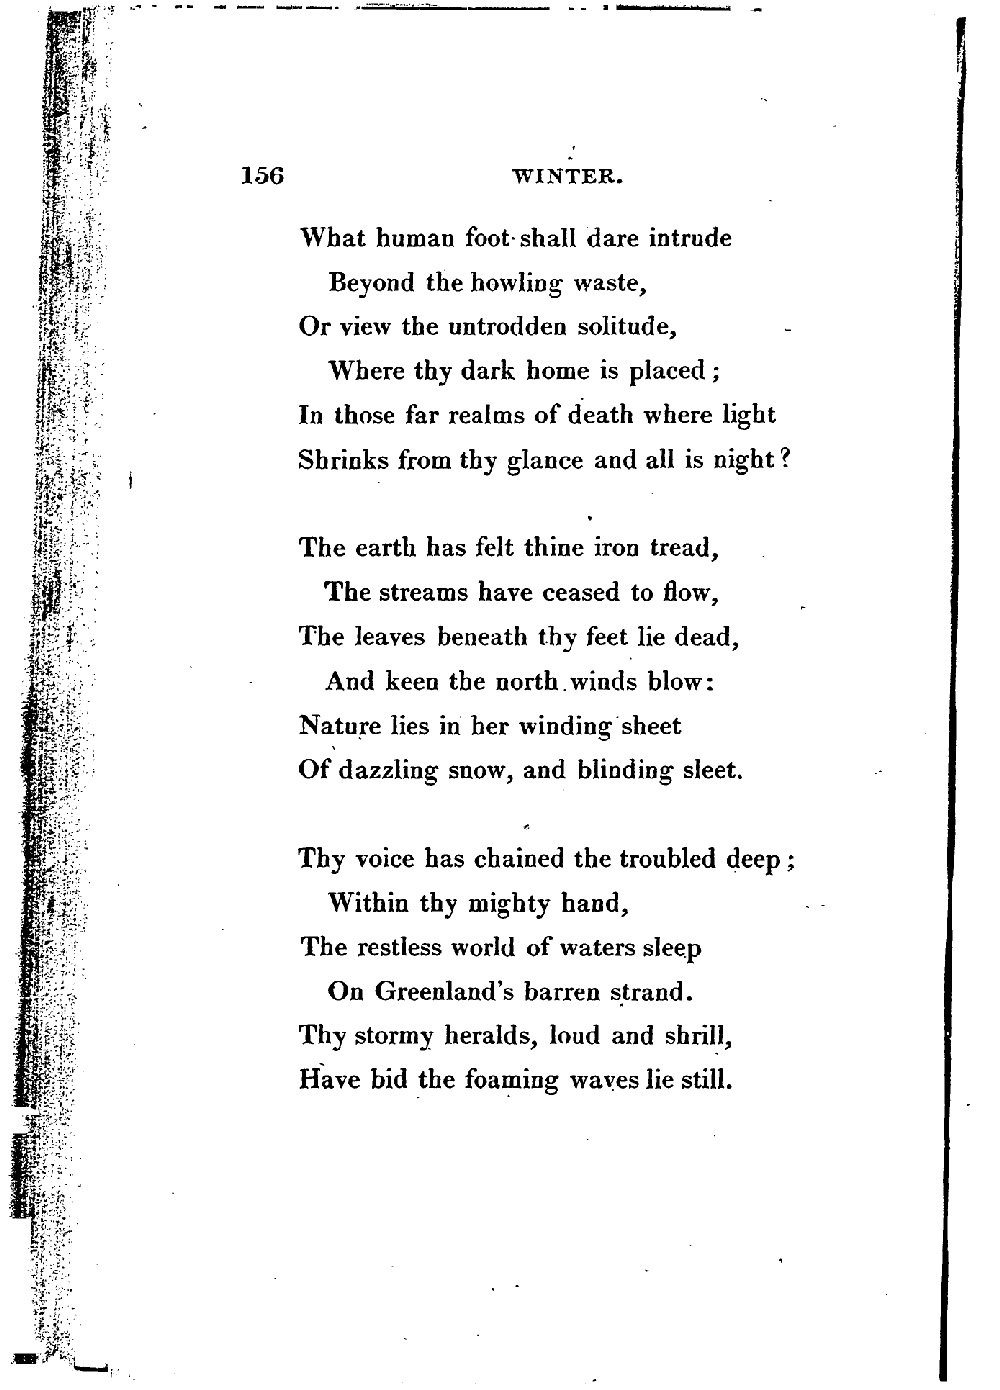 156 WINTER.
What human foot shall dare intrude
Beyond the howling waste,
Or view the untrodden solitude,
Where thy dark home is placed;
In those far realms of death where light
Shrinks from thy glance and all is night?
The earth has felt thine iron tread,
The streams have ceased to flow,
The leaves beneath thy feet lie dead,
And keen the north winds blow:
Nature lies in her winding sheet
Of dazzling snow, and blinding sleet.
Thy voice has chained the troubled deep;
Within thy mighty hand,
The restless world of waters sleep
On Greenland's barren strand.
Thy stormy heralds, loud and shrill,
Have bid the foaming waves lie still.